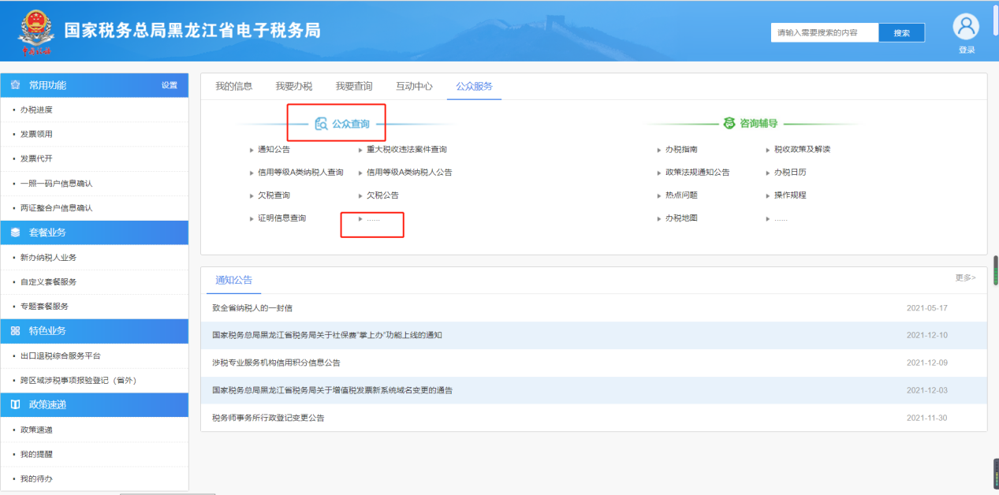 国家税务总局黑龙江省电子税务局
请输入需要搜索的内容
搜索
登录
常用功能
设置
办税进度
发票领用
发票代开
一照一码户信息确认
两证整合户信息确认
套餐业务
新办纳税人业务
自定义套餐服务
专题套餐服务
特色业务
出口退税综合服务平台
跨区域涉税事项报验登记（省外）
政策速递
政策速递
我的提醒
我的待办
我的信息 我要办税 我要查询 互动中心 公众服务
公众查询
通知公告 重大税收违法案件查询
信用等级A类纳税人查询 信用等级A类纳税人公告
欠税查询 欠税公告
证明信息查询 ......
咨询辅导
办税指南 税收政策及解读
政策法规通知公告 办税日历
热点问题 操作规程
办税地图 ......
通知公告
更多>
致全省纳税人的一封信 2021-05-17
国家税务总局黑龙江省税务局关于社保费“掌上办”功能上线的通知 2021-12-10
涉税专业服务机构信用积分信息公告 2021-12-09
国家税务总局黑龙江省税务局关于增值税发票新系统域名变更的通告 2021-12-03
税务师事务所行政登记变更公告 2021-11-30